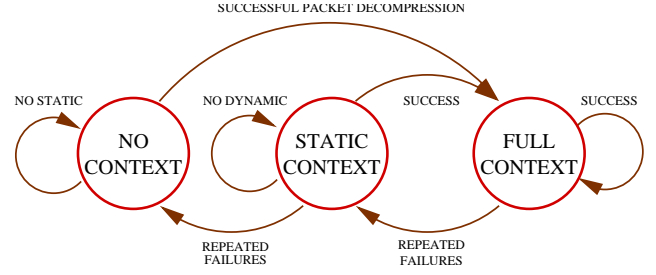 SUCCESSFUL PACKET DECOMPRESSION
NO STATIC
NO DYNAMIC
SUCCESS
SUCCESS
NO
CONTEXT
STATIC
CONTEXT
FULL
CONTEXT
REPEATED
FAILURES
REPEATED
FAILURES